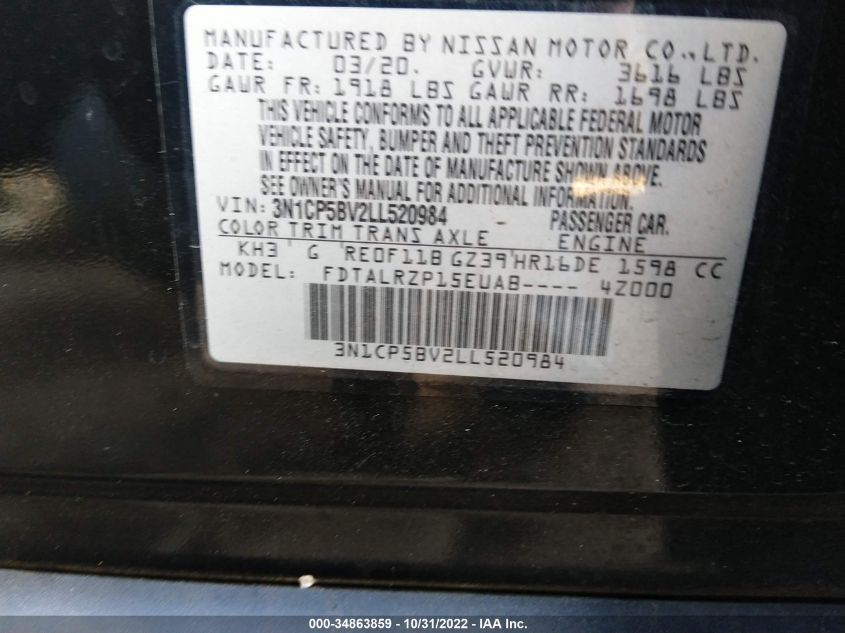 MANUFACTURED BY NISSAN MOTOR CO., LTD.
DATE: 03/20. GVWR: 3616 LBS
GAWR FR: 1918 LBS GAWR RR: 1698 LBS
THIS VEHICLE CONFORMS TO ALL APPLICABLE FEDERAL MOTOR
VEHICLE SAFETY, BUMPER AND THEFT PREVENTION STANDARDS
IN EFFECT ON THE DATE OF MANUFACTURE SHOWN ABOVE.
SEE OWNER'S MANUAL FOR ADDITIONAL INFORMATION.
VIN: 3N1CP5BV2LL520984 PASSENGER CAR.
COLOR TRIM TRANS AXLE ENGINE
KH3 ' G 'RE0F11B GZ39'HR16DE 1598 CC
MODEL: FDTALRZP15EUAB---- 4Z000
3N1CP5BV2LL520984
000-34863859 - 10/31/2022 - IAA Inc.